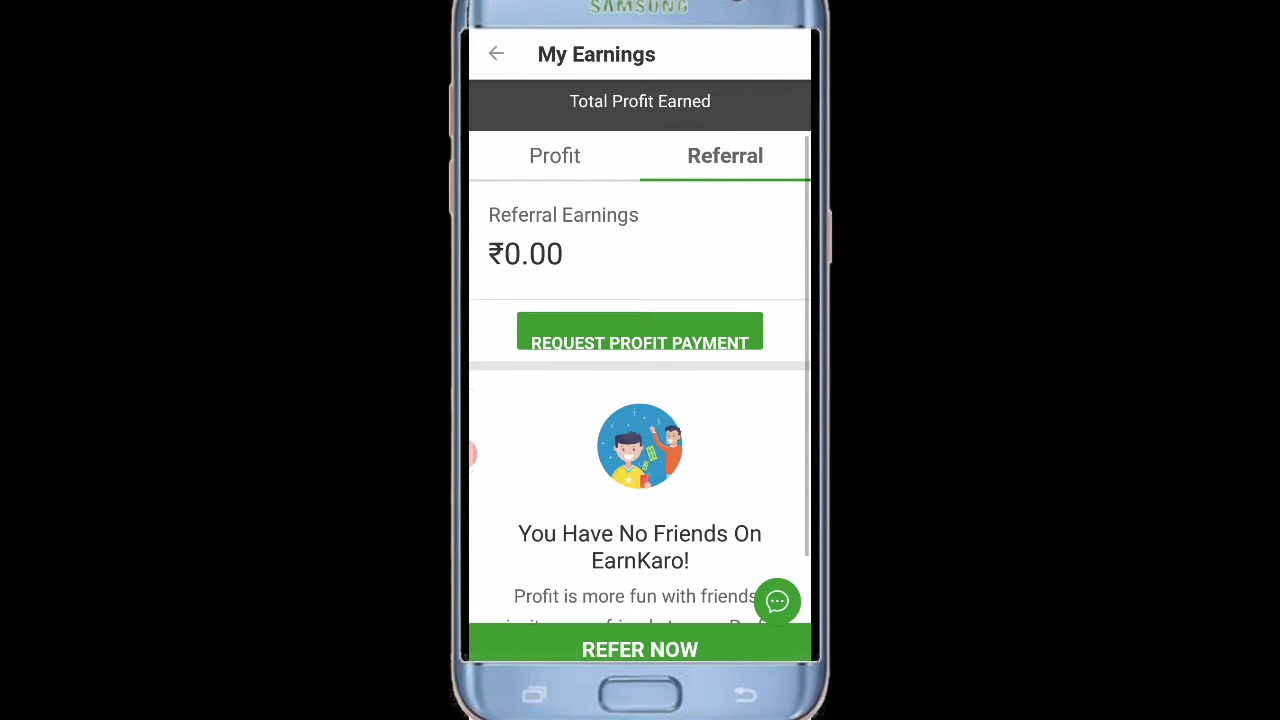 SAMSUNG
My Earnings
Total Profit Earned
Profit Referral
Referral Earnings
₹0.00
REQUEST PROFIT PAYMENT
You Have No Friends On
EarnKaro!
Profit is more fun with friends
REFER NOW